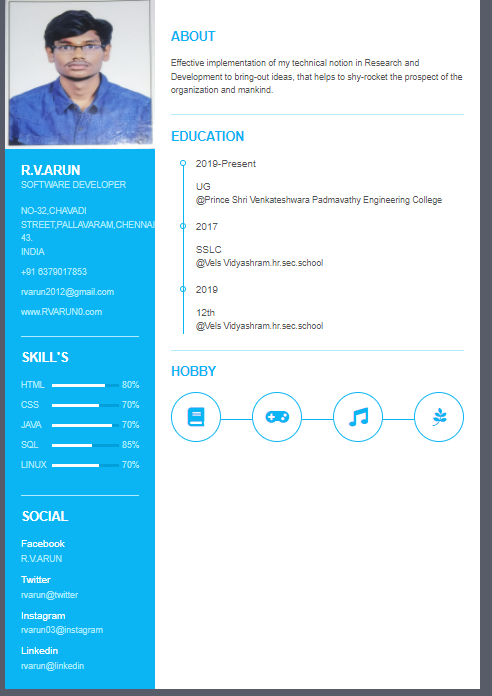 R.V.ARUN
SOFTWARE DEVELOPER
NO-32,CHAVADI
STREET,PALLAVARAM,CHENNAI
43.
INDIA
+91 6379017853
rvarun2012@gmail.com
www.RVARUN0.com
SKILL'S
HTML 80%
CSS 70%
JAVA 70%
SQL 85%
LINUX 70%
SOCIAL
Facebook
R.V.ARUN
Twitter
rvarun@twitter
Instagram
rvarun03@instagram
Linkedin
rvarun@linkedin
ABOUT
Effective implementation of my technical notion in Research and
Development to bring-out ideas, that helps to shy-rocket the prospect of the
organization and mankind.
EDUCATION
2019-Present
UG
@Prince Shri Venkateshwara Padmavathy Engineering College
2017
SSLC
@Vels Vidyashram.hr.sec.school
2019
12th
@Vels Vidyashram.hr.sec.school
HOBBY